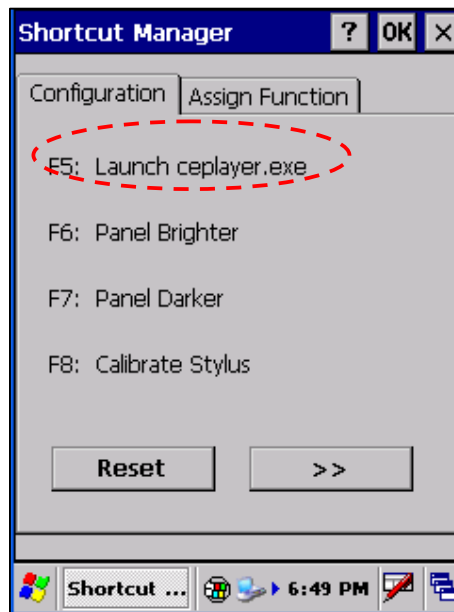 Shortcut Manager ? OK ×
Configuration Assign Function
F5: Launch ceplayer.exe
F6: Panel Brighter
F7: Panel Darker
F8: Calibrate Stylus
Reset >>
Shortcut ... 6:49 PM